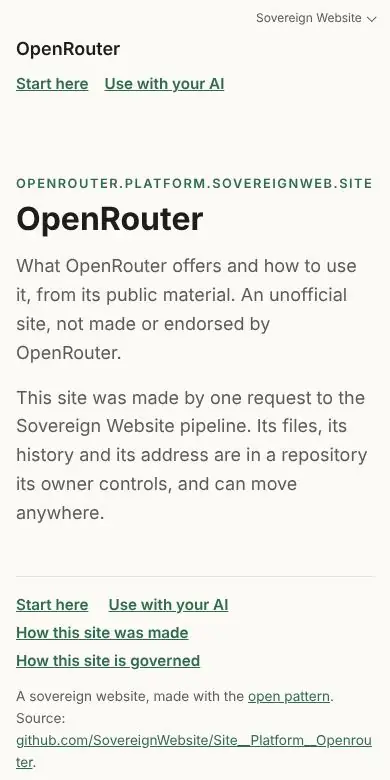 Sovereign Website
OpenRouter
Start here Use with your AI
OPENROUTER.PLATFORM.SOVEREIGNWEB.SITE
OpenRouter
What OpenRouter offers and how to use
it, from its public material. An unofficial
site, not made or endorsed by
OpenRouter.
This site was made by one request to the
Sovereign Website pipeline. Its files, its
history and its address are in a repository
its owner controls, and can move
anywhere.
Start here Use with your AI
How this site was made
How this site is governed
A sovereign website, made with the open pattern.
Source:
github.com/SovereignWebsite/Site__Platform__Openrou
ter.